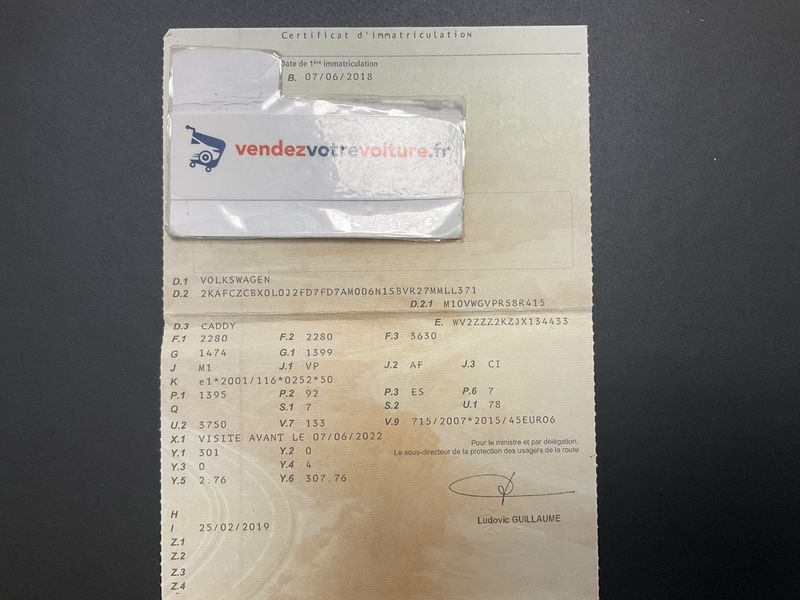 Certificat d'immatriculation
Date de 1ère immatriculation
B. 07/06/2018
vendezvotrevoiture.fr
D.1 VOLKSWAGEN
D.2 2KAFCZCBX0L0J2FD7FD7AM006N1SBVR27MMLL371
D.2.1 M10VWGVPR58R415
D.3 CADDY E. WV2ZZZ2KZJX134433
F.1 2280 F.2 2280 F.3 3630
G 1474 G.1 1399
J M1 J.1 VP J.2 AF J.3 CI
K e1*2001/116*0252*50
P.1 1395 P.2 92 P.3 ES P.6 7
Q S.1 7 S.2 U.1 78
U.2 3750 V.7 133 V.9 715/2007*2015/45EURO6
X.1 VISITE AVANT LE 07/06/2022
Pour le ministre et par délégation,
Y.1 301 Y.2 0 Le sous-directeur de la protection des usagers de la route
Y.3 0 Y.4 4
Y.5 2.76 Y.6 307.76
H
Ludovic GUILLAUME
I 25/02/2019
Z.1
Z.2
Z.3
Z.4